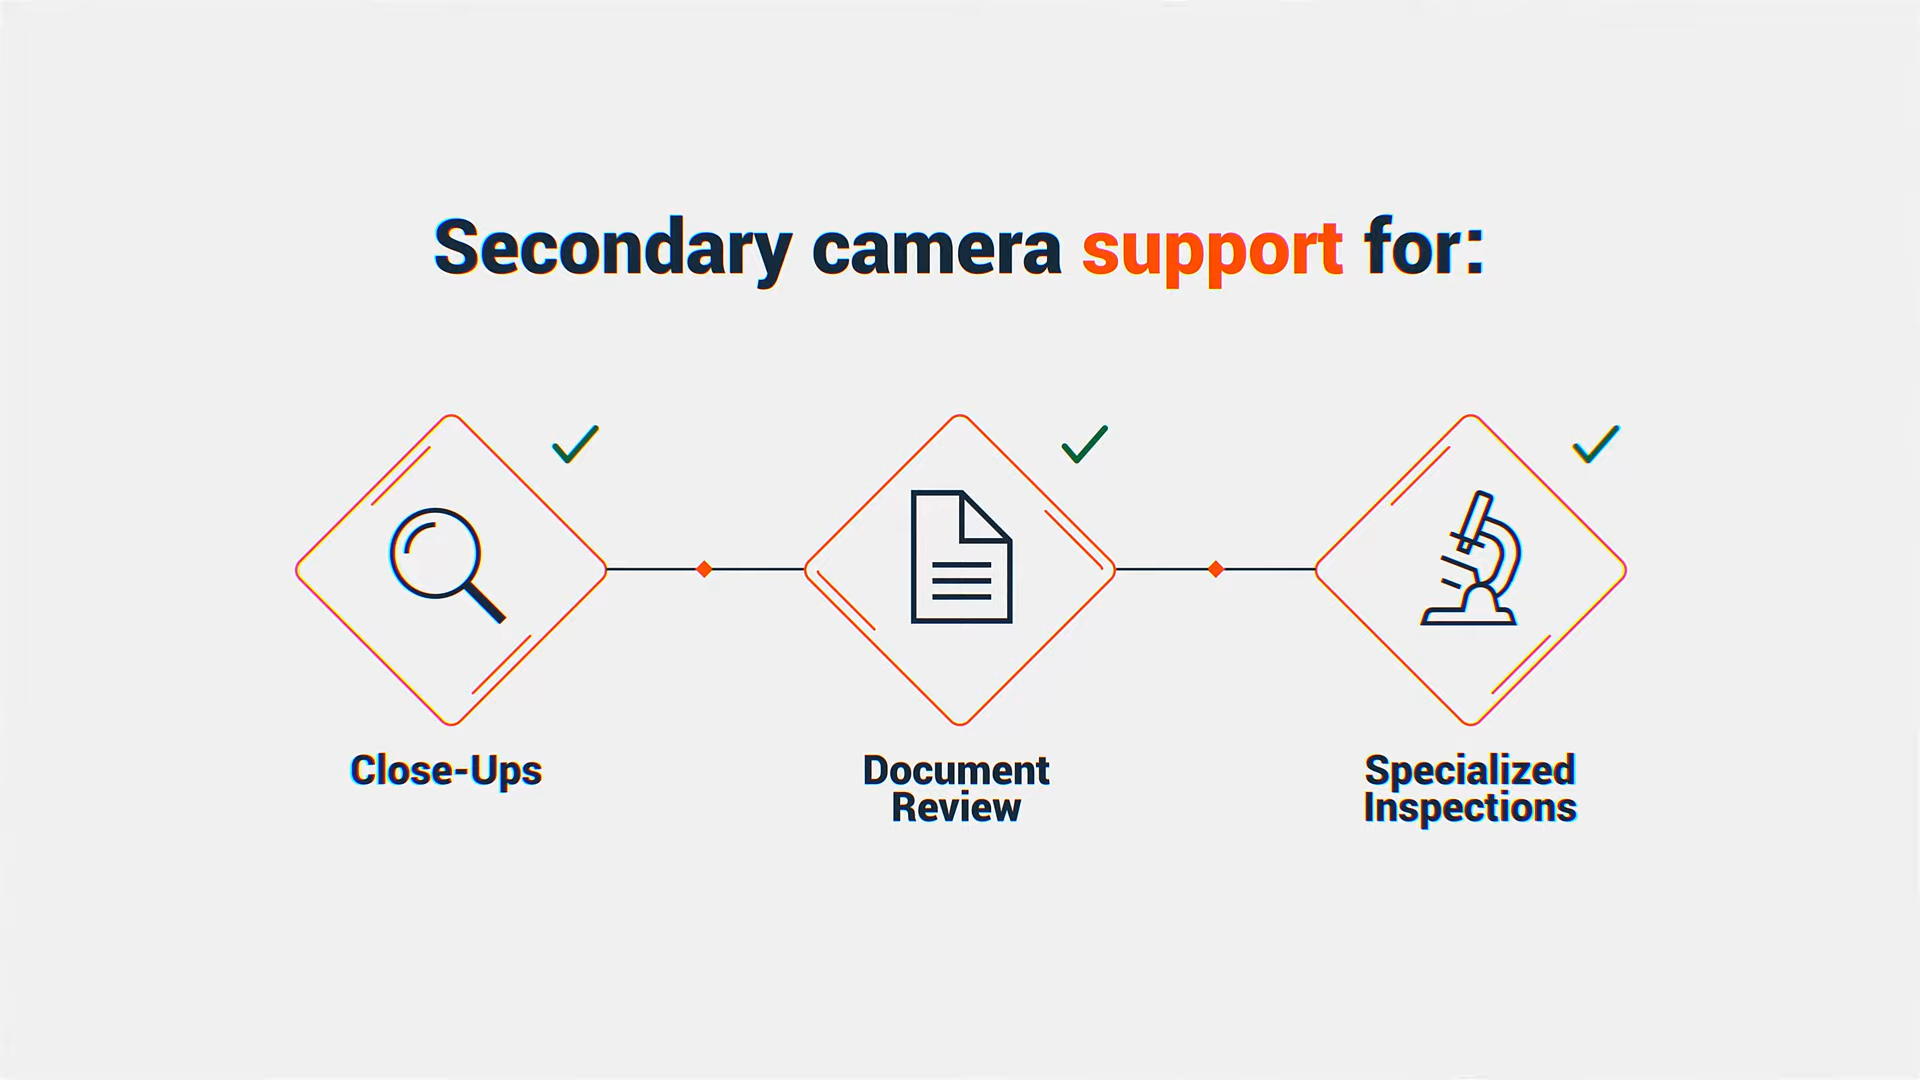 Secondary camera support for:
Close-Ups
Document
Review
Specialized
Inspections